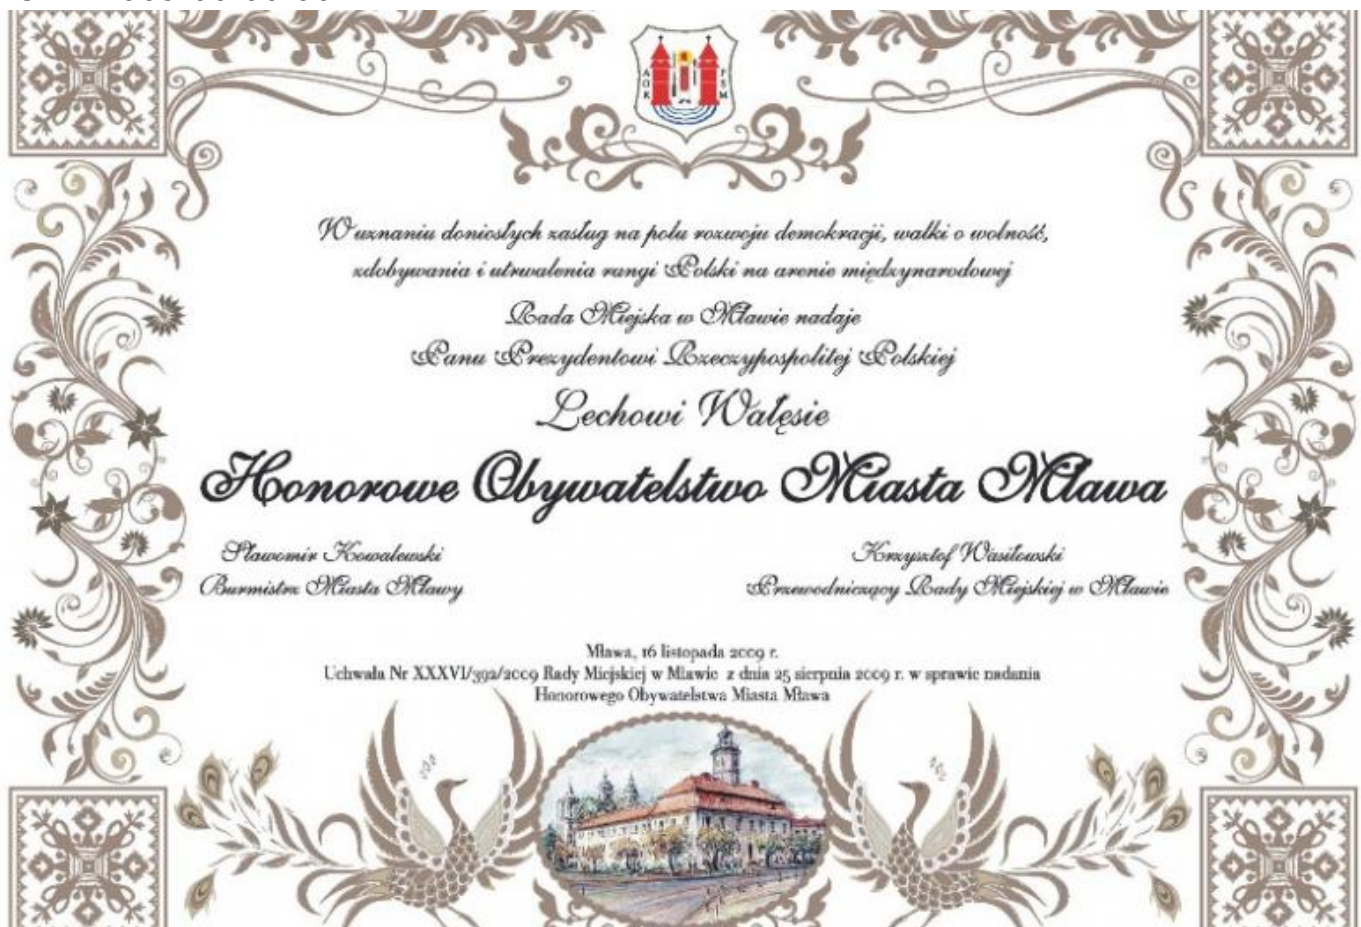 A O R
P S M
W uznaniu doniosłych zasług na polu rozwoju demokracji, walki o wolność,
zdobywania i utrwalenia rangi Polski na arenie międzynarodowej
Rada Miejska w Mławie nadaje
Panu Prezydentowi Rzeczypospolitej Polskiej
Lechowi Wałęsie
Honorowe Obywatelstwo Miasta Mława
Sławomir Kowalewski
Burmistrz Miasta Mławy
Krzysztof Wasiłowski
Przewodniczący Rady Miejskiej w Mławie
Mława, 16 listopada 2009 r.
Uchwała Nr XXXVI/392/2009 Rady Miejskiej w Mławie z dnia 25 sierpnia 2009 r. w sprawie nadania
Honorowego Obywatelstwa Miasta Mława